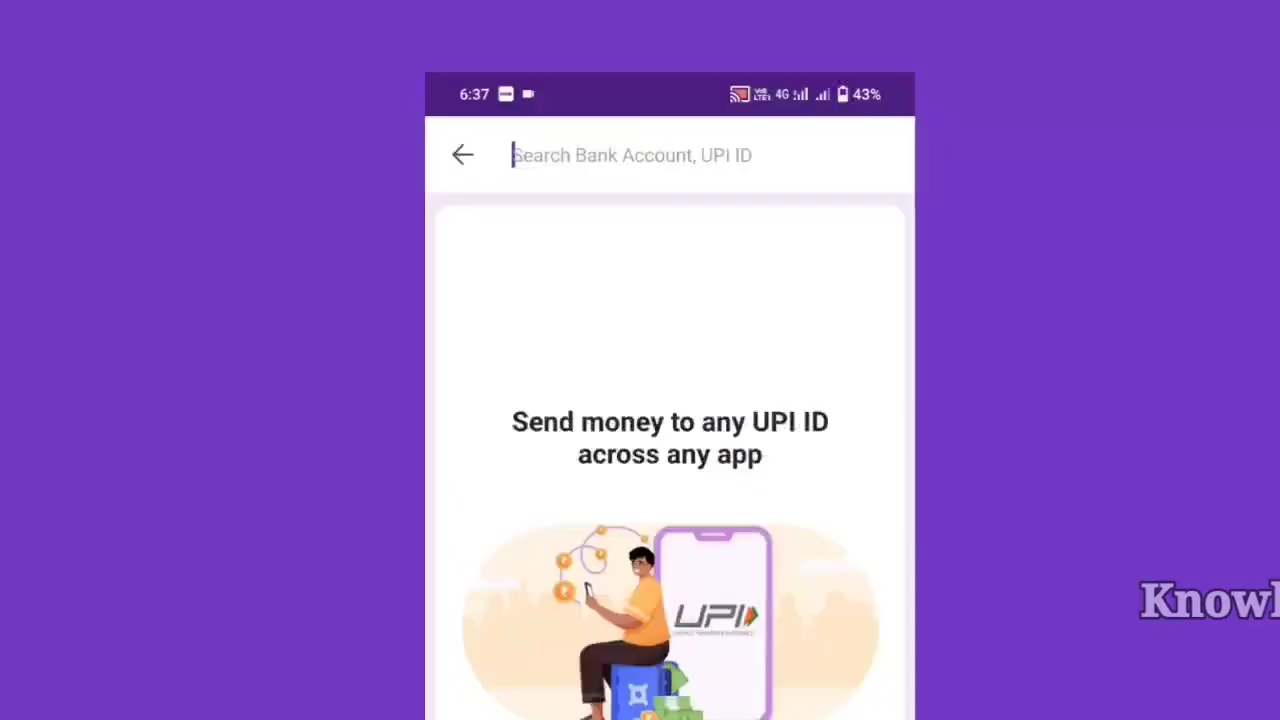 6:37 4G 43%
Search Bank Account, UPI ID
Send money to any UPI ID
across any app
UPI
Knowl